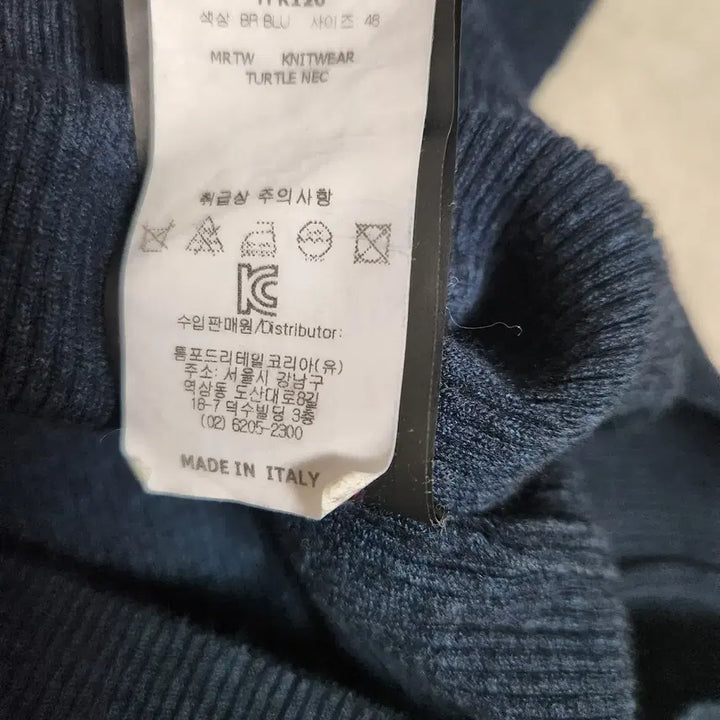 색상 BR BLU 사이즈 48
MRTW KNITWEAR
TURTLE NEC
취급상 주의사항
KC
수입판매원/Distributor:
톰포드리테일코리아(유)
주소: 서울시 강남구
역삼동 논산대로8길
16-7 덕수빌딩 3층
(02) 6205-2300
MADE IN ITALY